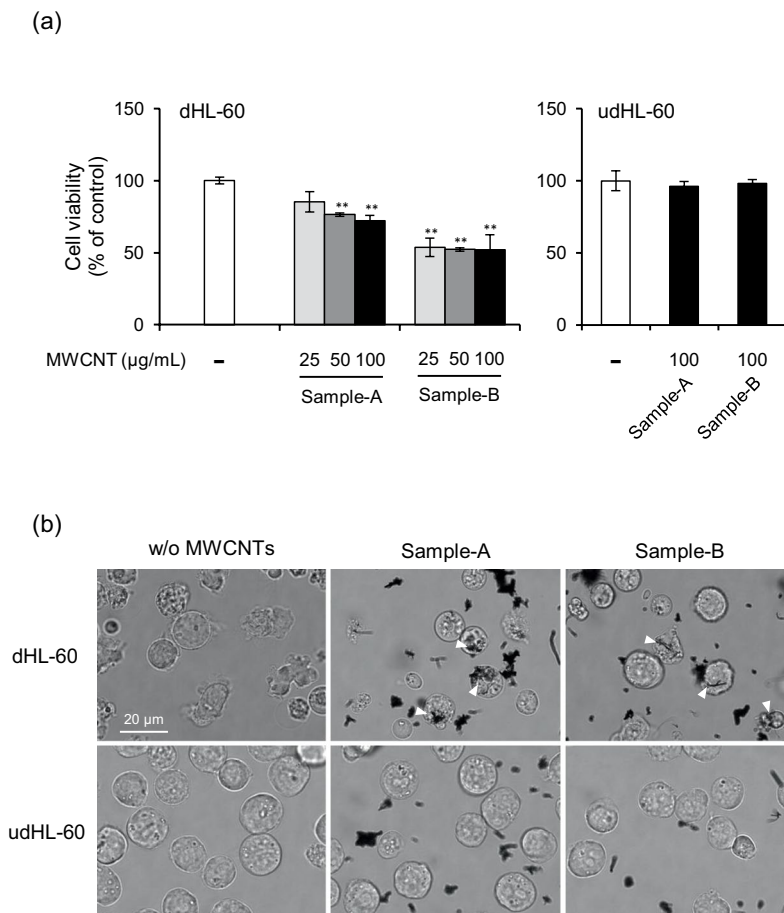 (a)
dHL-60
udHL-60
150
100
50
0
Cell viability
(% of control)
** ** ** ** **
150
100
50
0
MWCNT (µg/mL)
– 25 50 100 25 50 100
Sample-A Sample-B
– 100 100
Sample-A Sample-B
(b)
w/o MWCNTs Sample-A Sample-B
dHL-60
20 µm
udHL-60